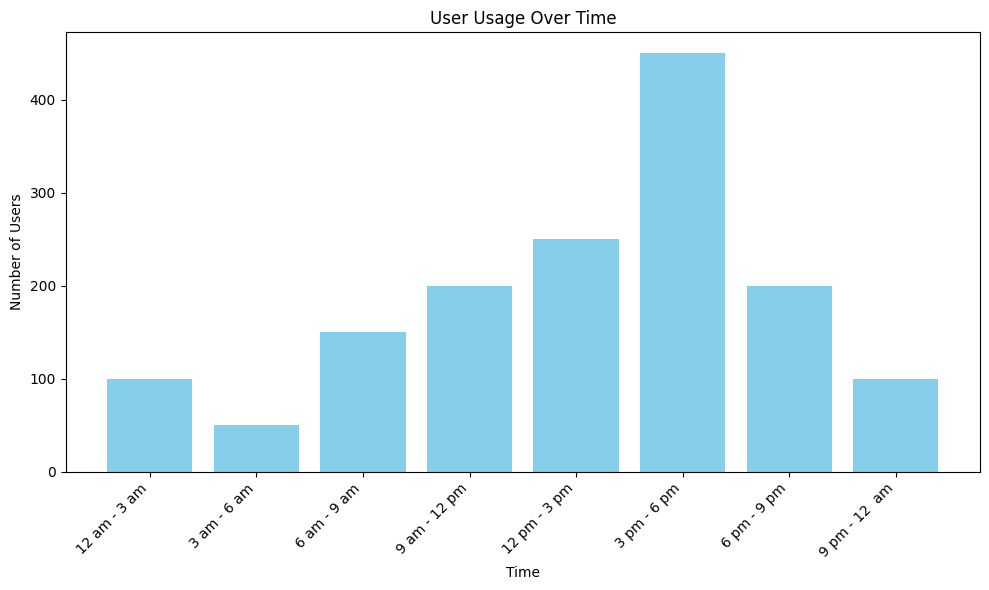 User Usage Over Time
Number of Users
400
300
200
100
0
12 am - 3 am
3 am - 6 am
6 am - 9 am
9 am - 12 pm
12 pm - 3 pm
3 pm - 6 pm
6 pm - 9 pm
9 pm - 12  am
Time